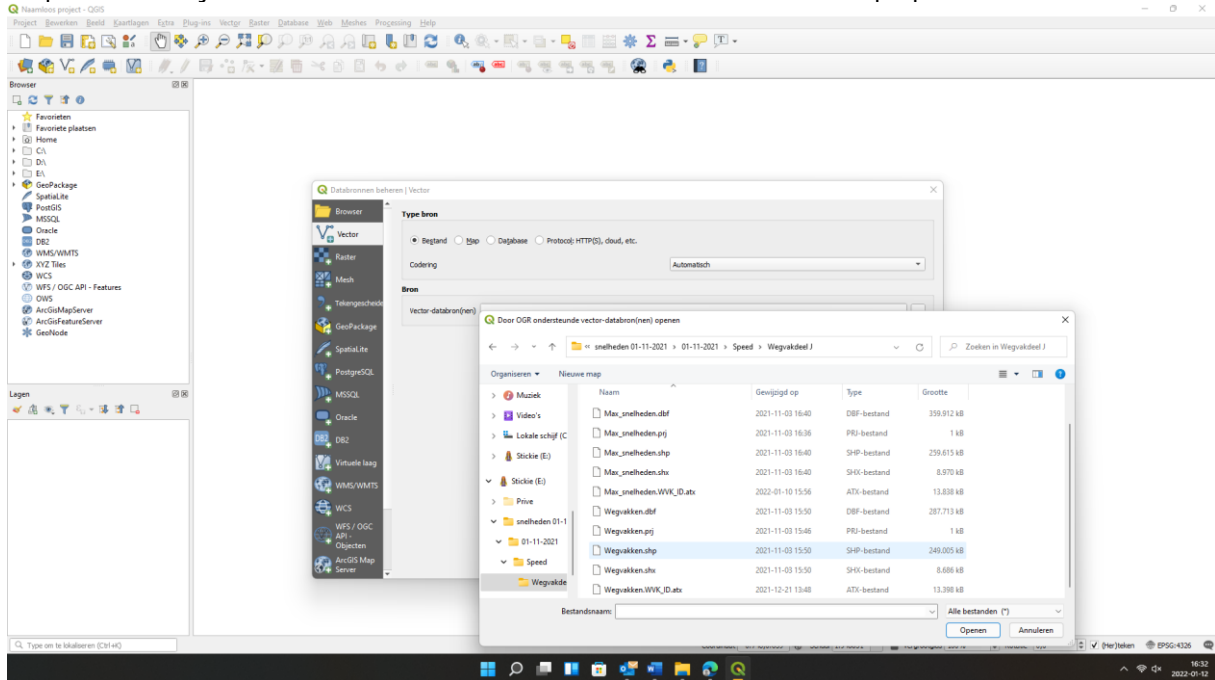 Naamloos project - QGIS
Project Bewerken Beeld Kaartlagen Extra Plug-ins Vector Raster Database Web Meshes Processing Help
Browser
Favorieten
Favoriete plaatsen
Home
C:\
D:\
E:\
GeoPackage
SpatiaLite
PostGIS
MSSQL
Oracle
DB2
WMS/WMTS
XYZ Tiles
WCS
WFS / OGC API - Features
OWS
ArcGisMapServer
ArcGisFeatureServer
GeoNode
Lagen
Databronnen beheren | Vector
Browser
Vector
Raster
Mesh
Tekengescheide
GeoPackage
SpatiaLite
PostgreSQL
MSSQL
Oracle
DB2
Virtuele laag
WMS/WMTS
WCS
WFS / OGC
API -
Objecten
ArcGIS Map
Server
Type bron
Bestand Map Database Protocol: HTTP(S), cloud, etc.
Codering Automatisch
Bron
Vector-databron(nen)
Door OGR ondersteunde vector-databron(nen) openen
« snelheden 01-11-2021 > 01-11-2021 > Speed > Wegvakdeel J
Zoeken in Wegvakdeel J
Organiseren Nieuwe map
Muziek
Video's
Lokale schijf (C
Stickie (E:)
Stickie (E:)
Prive
snelheden 01-1
01-11-2021
Speed
Wegvakde
Naam Gewijzigd op Type Grootte
Max_snelheden.dbf 2021-11-03 16:40 DBF-bestand 359.912 kB
Max_snelheden.prj 2021-11-03 16:36 PRJ-bestand 1 kB
Max_snelheden.shp 2021-11-03 16:40 SHP-bestand 259.615 kB
Max_snelheden.shx 2021-11-03 16:40 SHX-bestand 8.970 kB
Max_snelheden.WVK_ID.atx 2022-01-10 15:56 ATX-bestand 13.838 kB
Wegvakken.dbf 2021-11-03 15:50 DBF-bestand 287.713 kB
Wegvakken.prj 2021-11-03 15:46 PRJ-bestand 1 kB
Wegvakken.shp 2021-11-03 15:50 SHP-bestand 249.005 kB
Wegvakken.shx 2021-11-03 15:50 SHX-bestand 8.686 kB
Wegvakken.WVK_ID.atx 2021-12-21 13:48 ATX-bestand 13.398 kB
Bestandsnaam: Alle bestanden (*)
Openen Annuleren
Type om te lokaliseren (Ctrl+K)
(Her)teken EPSG:4326
16:32
2022-01-12